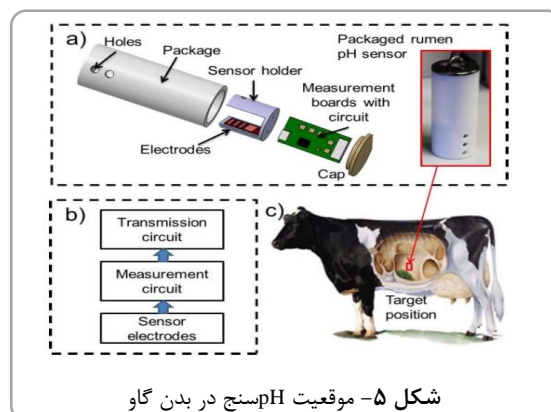 a)
Holes
Package
Sensor holder
Packaged rumen
pH sensor
Measurement
boards with
circuit
Electrodes
Cap
b)
Transmission
circuit
Measurement
circuit
Sensor
electrodes
c)
Target
position
شکل ۵- موقعیت pHسنج در بدن گاو